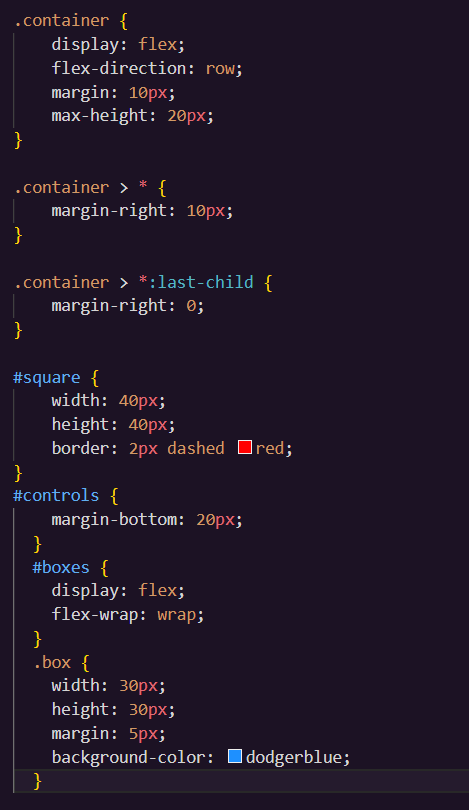 .container {
    display: flex;
    flex-direction: row;
    margin: 10px;
    max-height: 20px;
}

.container > * {
    margin-right: 10px;
}

.container > *:last-child {
    margin-right: 0;
}

#square {
    width: 40px;
    height: 40px;
    border: 2px dashed red;
}
#controls {
    margin-bottom: 20px;
  }
  #boxes {
    display: flex;
    flex-wrap: wrap;
  }
  .box {
    width: 30px;
    height: 30px;
    margin: 5px;
    background-color: dodgerblue;
  }